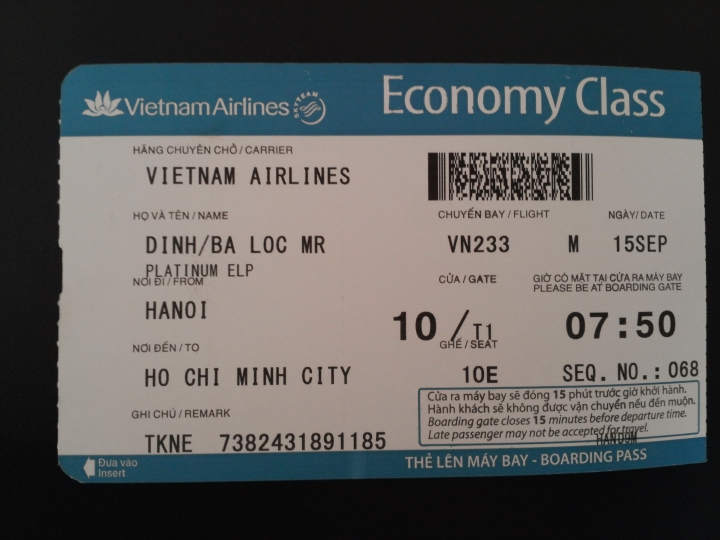 Vietnam Airlines SKYTEAM Economy Class
HÃNG CHUYÊN CHỞ / CARRIER
VIETNAM AIRLINES
HỌ VÀ TÊN / NAME CHUYẾN BAY / FLIGHT NGÀY/ DATE
DINH/BA LOC MR VN233 M 15SEP
PLATINUM ELP
NƠI ĐI / FROM CỬA / GATE GIỜ CÓ MẶT TẠI CỬA RA MÁY BAY
PLEASE BE AT BOARDING GATE
HANOI 10 / T1 07:50
NƠI ĐẾN / TO GHẾ / SEAT
HO CHI MINH CITY 10E SEQ. NO.: 068
GHI CHÚ / REMARK
TKNE 7382431891185
Cửa ra máy bay sẽ đóng 15 phút trước giờ khởi hành.
Hành khách sẽ không được vận chuyển nếu đến muộn.
Boarding gate closes 15 minutes before departure time.
Late passenger may not be accepted for travel.
Đưa vào
Insert
THẺ LÊN MÁY BAY - BOARDING PASS